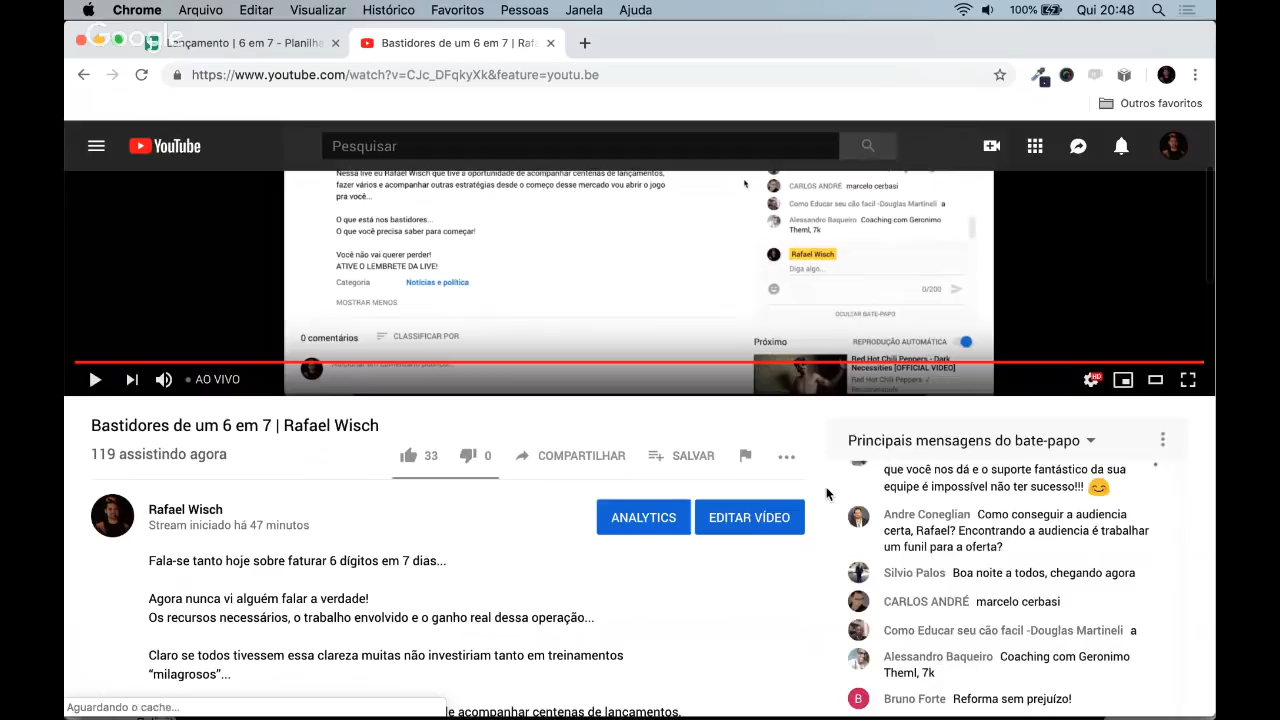 Chrome Arquivo Editar Visualizar Histórico Favoritos Pessoas Janela Ajuda 100% Qui 20:48
Google
Lançamento | 6 em 7 - Planilha
Bastidores de um 6 em 7 | Raf
https://www.youtube.com/watch?v=CJc_DFqkyXk&feature=youtu.be
Outros favoritos
YouTube
Pesquisar
Nessa live eu Rafael Wisch que tive a oportunidade de acompanhar centenas de lançamentos,
fazer vários e acompanhar outras estratégias desde o começo desse mercado vou abrir o jogo
pra você...
O que está nos bastidores...
O que você precisa saber para começar!
Você não vai querer perder!
ATIVE O LEMBRETE DA LIVE!
Categoria Notícias e política
MOSTRAR MENOS
0 comentários CLASSIFICAR POR
CARLOS ANDRÉ marcelo cerbasi
Como Educar seu cão facil -Douglas Martineli a
Alessandro Baqueiro Coaching com Geronimo
Theml, 7k
Rafael Wisch
Diga algo...
0/200
OCULTAR BATE-PAPO
Próximo REPRODUÇÃO AUTOMÁTICA
Red Hot Chili Peppers - Dark
Necessities [OFFICIAL VIDEO]
Red Hot Chili Peppers
AO VIVO
HD
Bastidores de um 6 em 7 | Rafael Wisch
119 assistindo agora
33 0 COMPARTILHAR SALVAR
Rafael Wisch
Stream iniciado há 47 minutos
ANALYTICS EDITAR VÍDEO
Fala-se tanto hoje sobre faturar 6 dígitos em 7 dias...
Agora nunca vi alguém falar a verdade!
Os recursos necessários, o trabalho envolvido e o ganho real dessa operação...
Claro se todos tivessem essa clareza muitas não investiriam tanto em treinamentos
“milagrosos”...
de acompanhar centenas de lançamentos,
Aguardando o cache...
Principais mensagens do bate-papo
que você nos dá e o suporte fantástico da sua
equipe é impossível não ter sucesso!!! 😊
Andre Coneglian Como conseguir a audiencia
certa, Rafael? Encontrando a audiencia é trabalhar
um funil para a oferta?
Silvio Palos Boa noite a todos, chegando agora
CARLOS ANDRÉ marcelo cerbasi
Como Educar seu cão facil -Douglas Martineli a
Alessandro Baqueiro Coaching com Geronimo
Theml, 7k
B
Bruno Forte Reforma sem prejuízo!